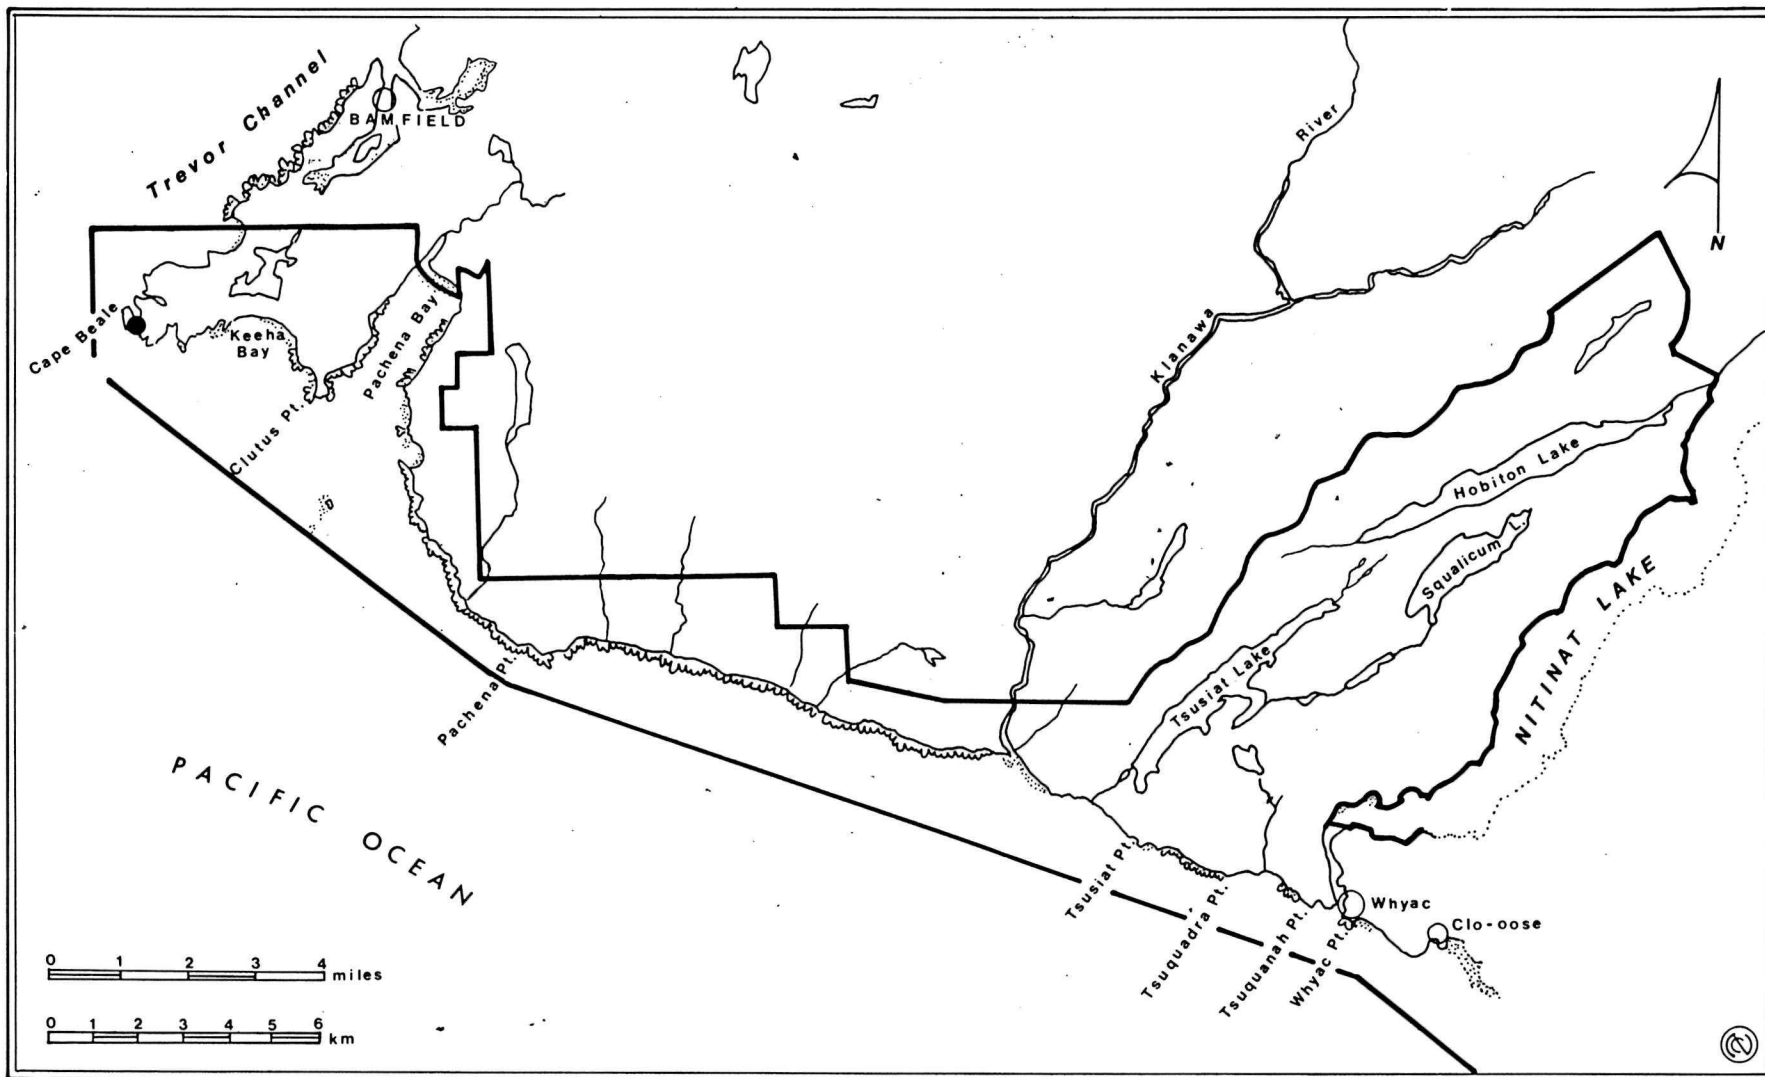 Trevor Channel
BAMFIELD
River
N
Cape Beale
Keeha
Bay
Pachena Bay
Clutus Pt.
Klanawa
Hobiton Lake
Squalicum L.
NITINAT LAKE
Tsusiat Lake
Pachena Pt.
PACIFIC OCEAN
Tsusiat Pt.
Tsuquadra Pt.
Tsuquanah Pt.
Whyac Pt.
Whyac
Clo-oose
0 1 2 3 4 miles
0 1 2 3 4 5 6 km